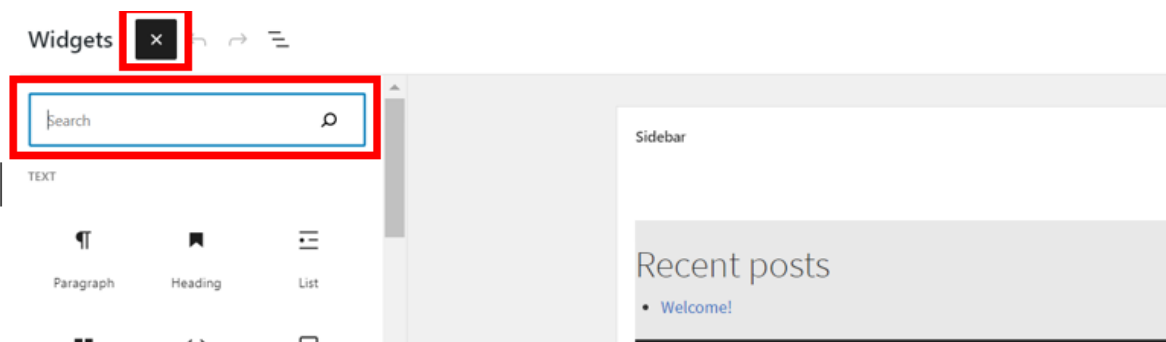 Widgets
Search
Sidebar
TEXT
Paragraph Heading List
Recent posts
• Welcome!